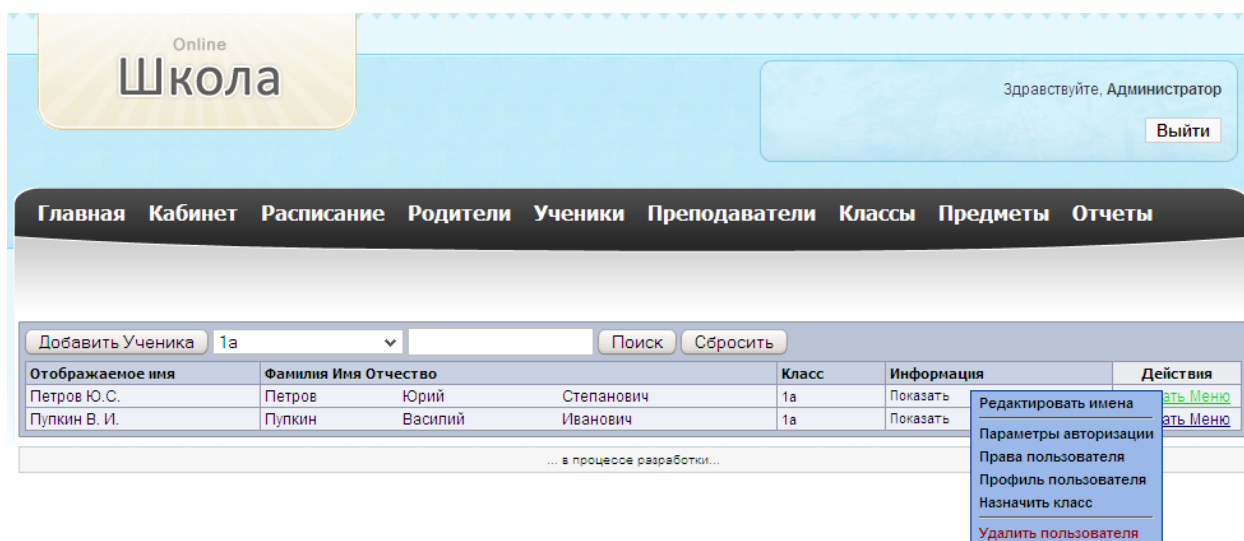 Online
Школа
Здравствуйте, Администратор
Выйти
Главная Кабинет Расписание Родители Ученики Преподаватели Классы Предметы Отчеты
Добавить Ученика 1а Поиск Сбросить
Отображаемое имя Фамилия Имя Отчество Класс Информация Действия
Петров Ю.С. Петров Юрий Степанович 1а Показать Меню
Пупкин В. И. Пупкин Василий Иванович 1а Показать Меню
... в процессе разработки...
Редактировать имена
Параметры авторизации
Права пользователя
Профиль пользователя
Назначить класс
Удалить пользователя